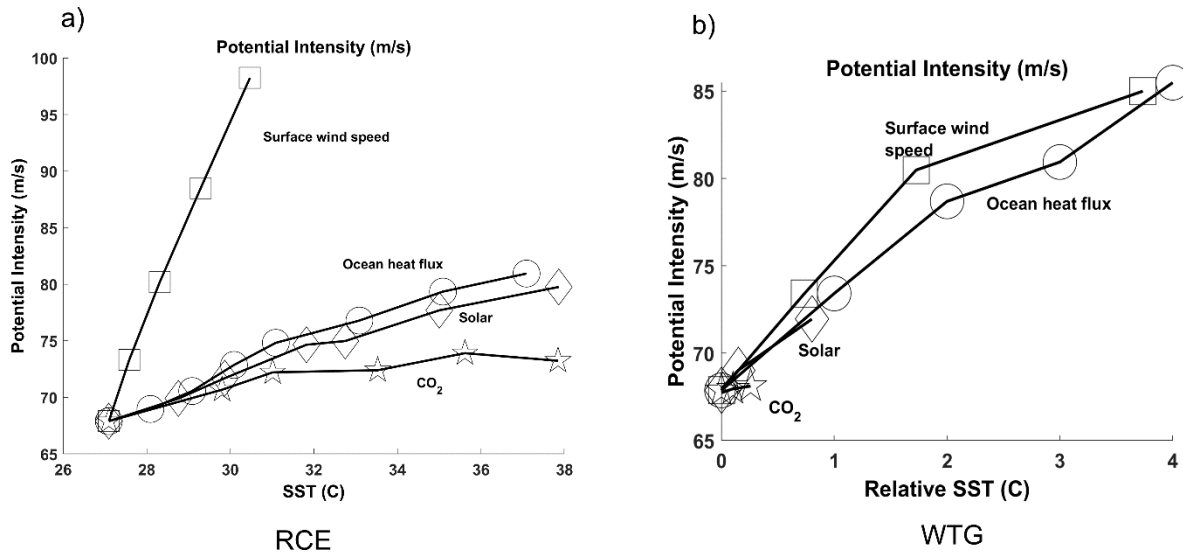 a)
Potential Intensity (m/s)
100
95
90
85
80
75
70
65
Potential Intensity (m/s)
Surface wind speed
Ocean heat flux
Solar
CO2
26
28
30
32
34
36
38
SST (C)
RCE
b)
Potential Intensity (m/s)
85
80
75
70
65
Potential Intensity (m/s)
Surface wind
speed
Ocean heat flux
Solar
CO2
0
1
2
3
4
Relative SST (C)
WTG